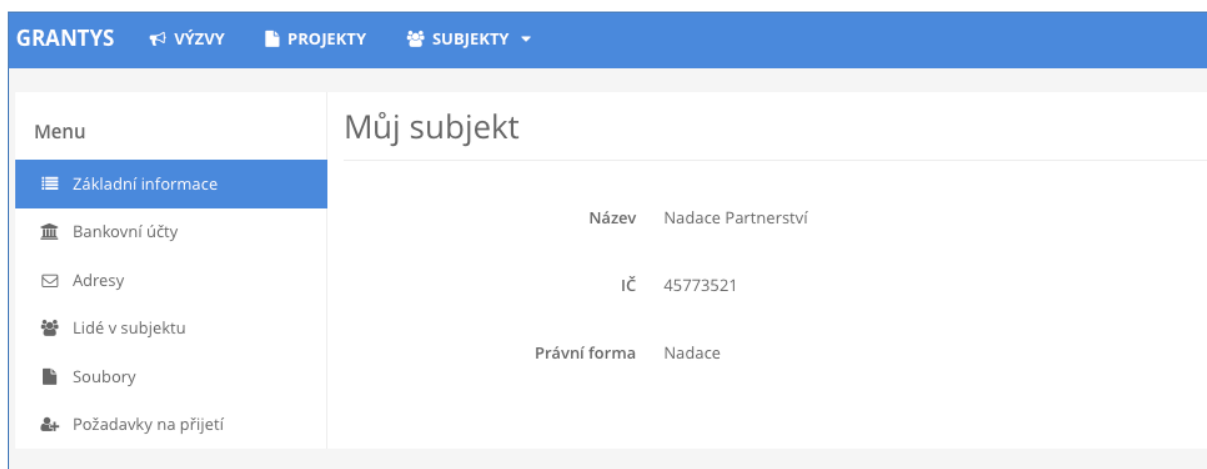 GRANTYS VÝZVY PROJEKTY SUBJEKTY
Menu
Základní informace
Bankovní účty
Adresy
Lidé v subjektu
Soubory
Požadavky na přijetí
Můj subjekt
Název Nadace Partnerství
IČ 45773521
Právní forma Nadace